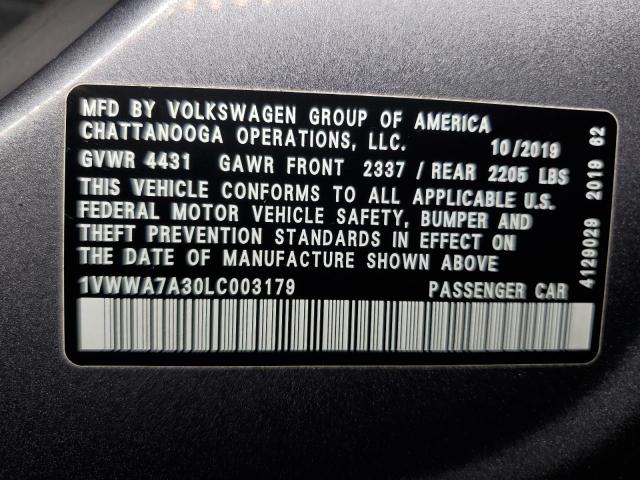 MFD BY VOLKSWAGEN GROUP OF AMERICA
CHATTANOOGA OPERATIONS, LLC. 10/2019
GVWR 4431 GAWR FRONT 2337 / REAR 2205 LBS
THIS VEHICLE CONFORMS TO ALL APPLICABLE U.S.
FEDERAL MOTOR VEHICLE SAFETY, BUMPER AND
THEFT PREVENTION STANDARDS IN EFFECT ON
THE DATE OF MANUFACTURE SHOWN ABOVE.
1VWWA7A30LC003179 PASSENGER CAR
4129029 2019 62